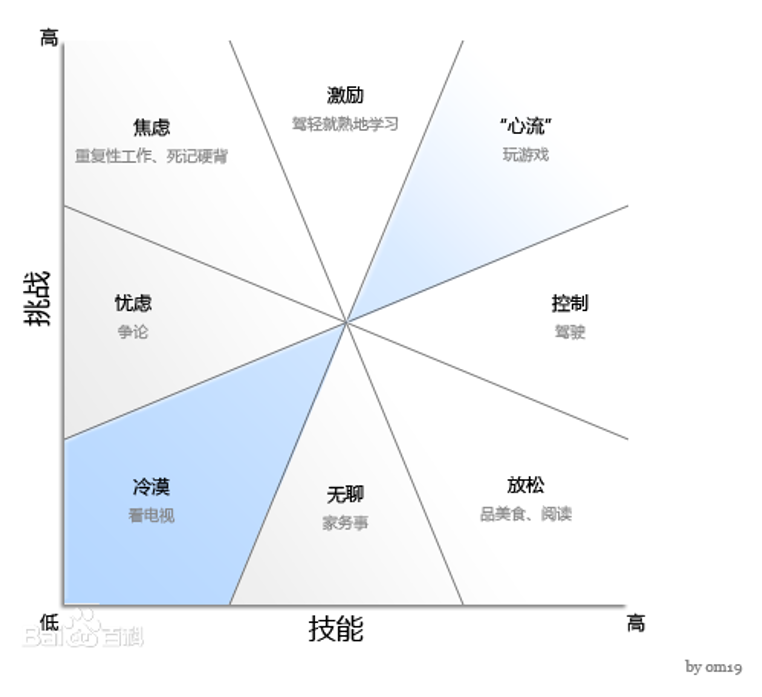 高
激励
驾轻就熟地学习
焦虑
重复性工作、死记硬背
“心流”
玩游戏
挑战
忧虑
争论
控制
驾驶
冷漠
看电视
无聊
家务事
放松
品美食、阅读
低
技能
高
Bai百科
by om19